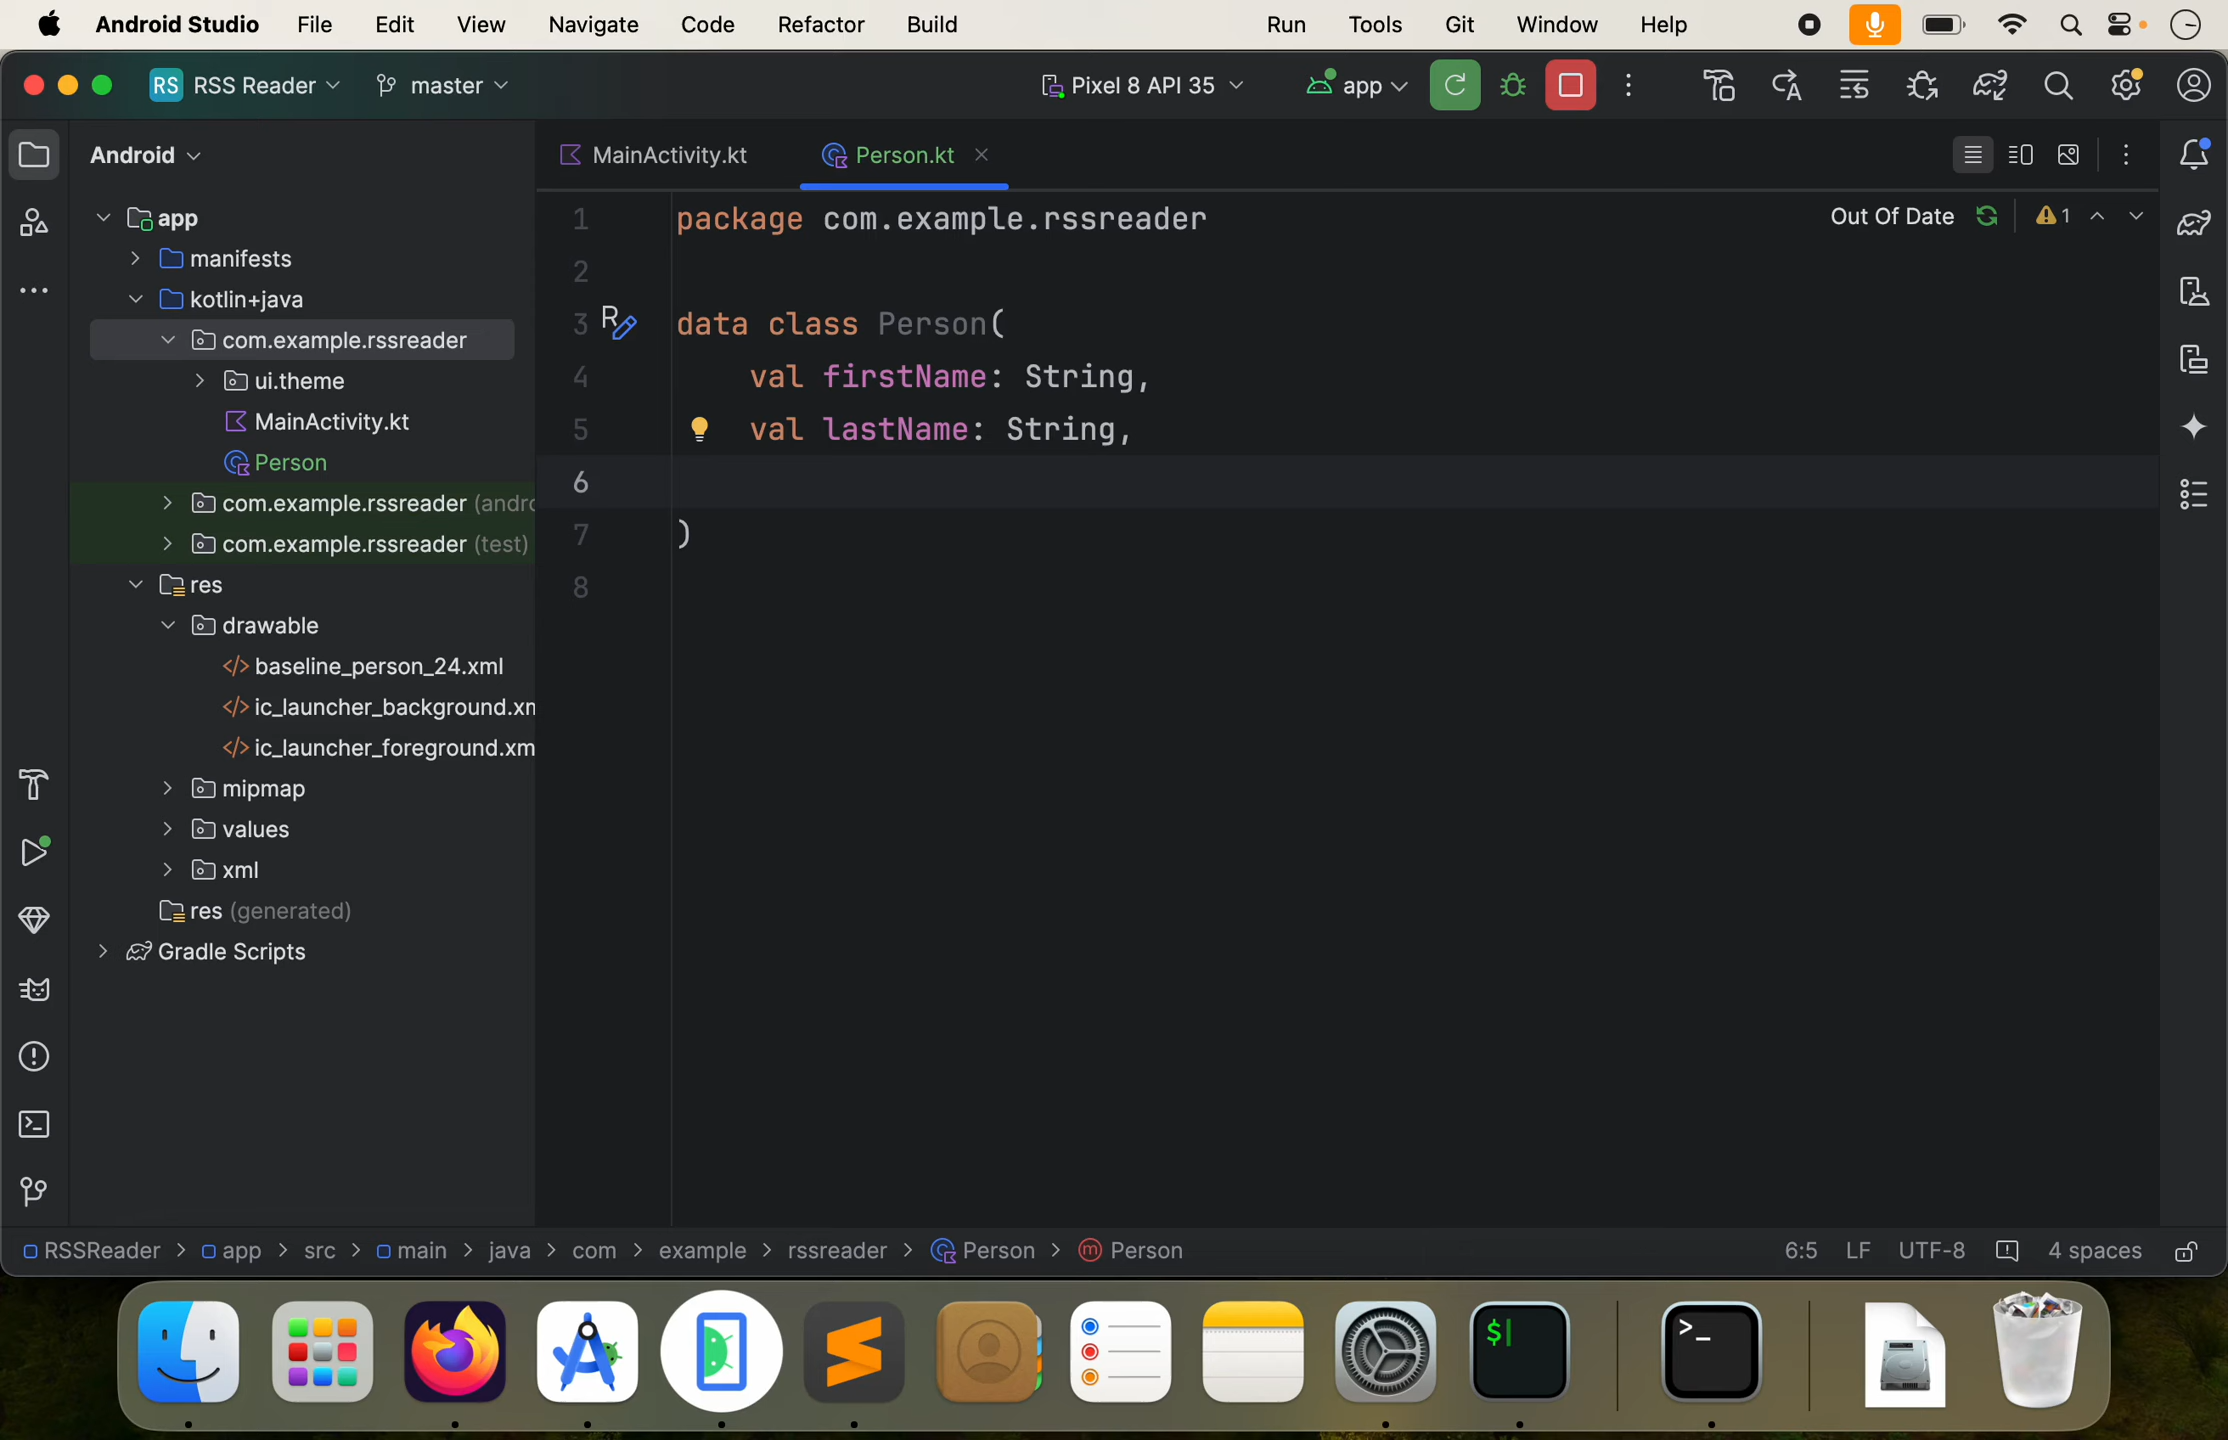 Android Studio File Edit View Navigate Code Refactor Build Run Tools Git Window Help
RS RSS Reader master Pixel 8 API 35 app
Android MainActivity.kt Person.kt
app
manifests
kotlin+java
com.example.rssreader
ui.theme
MainActivity.kt
Person
com.example.rssreader (andro
com.example.rssreader (test)
res
drawable
baseline_person_24.xml
ic_launcher_background.xm
ic_launcher_foreground.xm
mipmap
values
xml
res (generated)
Gradle Scripts
Out Of Date 1
1 package com.example.rssreader
2
3 data class Person(
4 val firstName: String,
5 val lastName: String,
6
7 )
8
RSSReader > app > src > main > java > com > example > rssreader > Person > m Person 6:5 LF UTF-8 4 spaces
$
>_